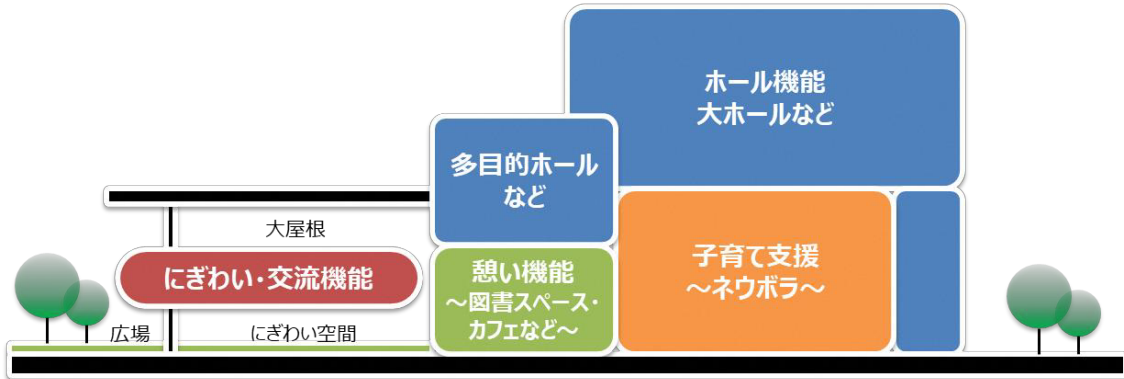 ホール機能
大ホールなど
多目的ホール
など
大屋根
にぎわい・交流機能
憩い機能
～図書スペース・
カフェなど～
子育て支援
～ネウボラ～
広場
にぎわい空間